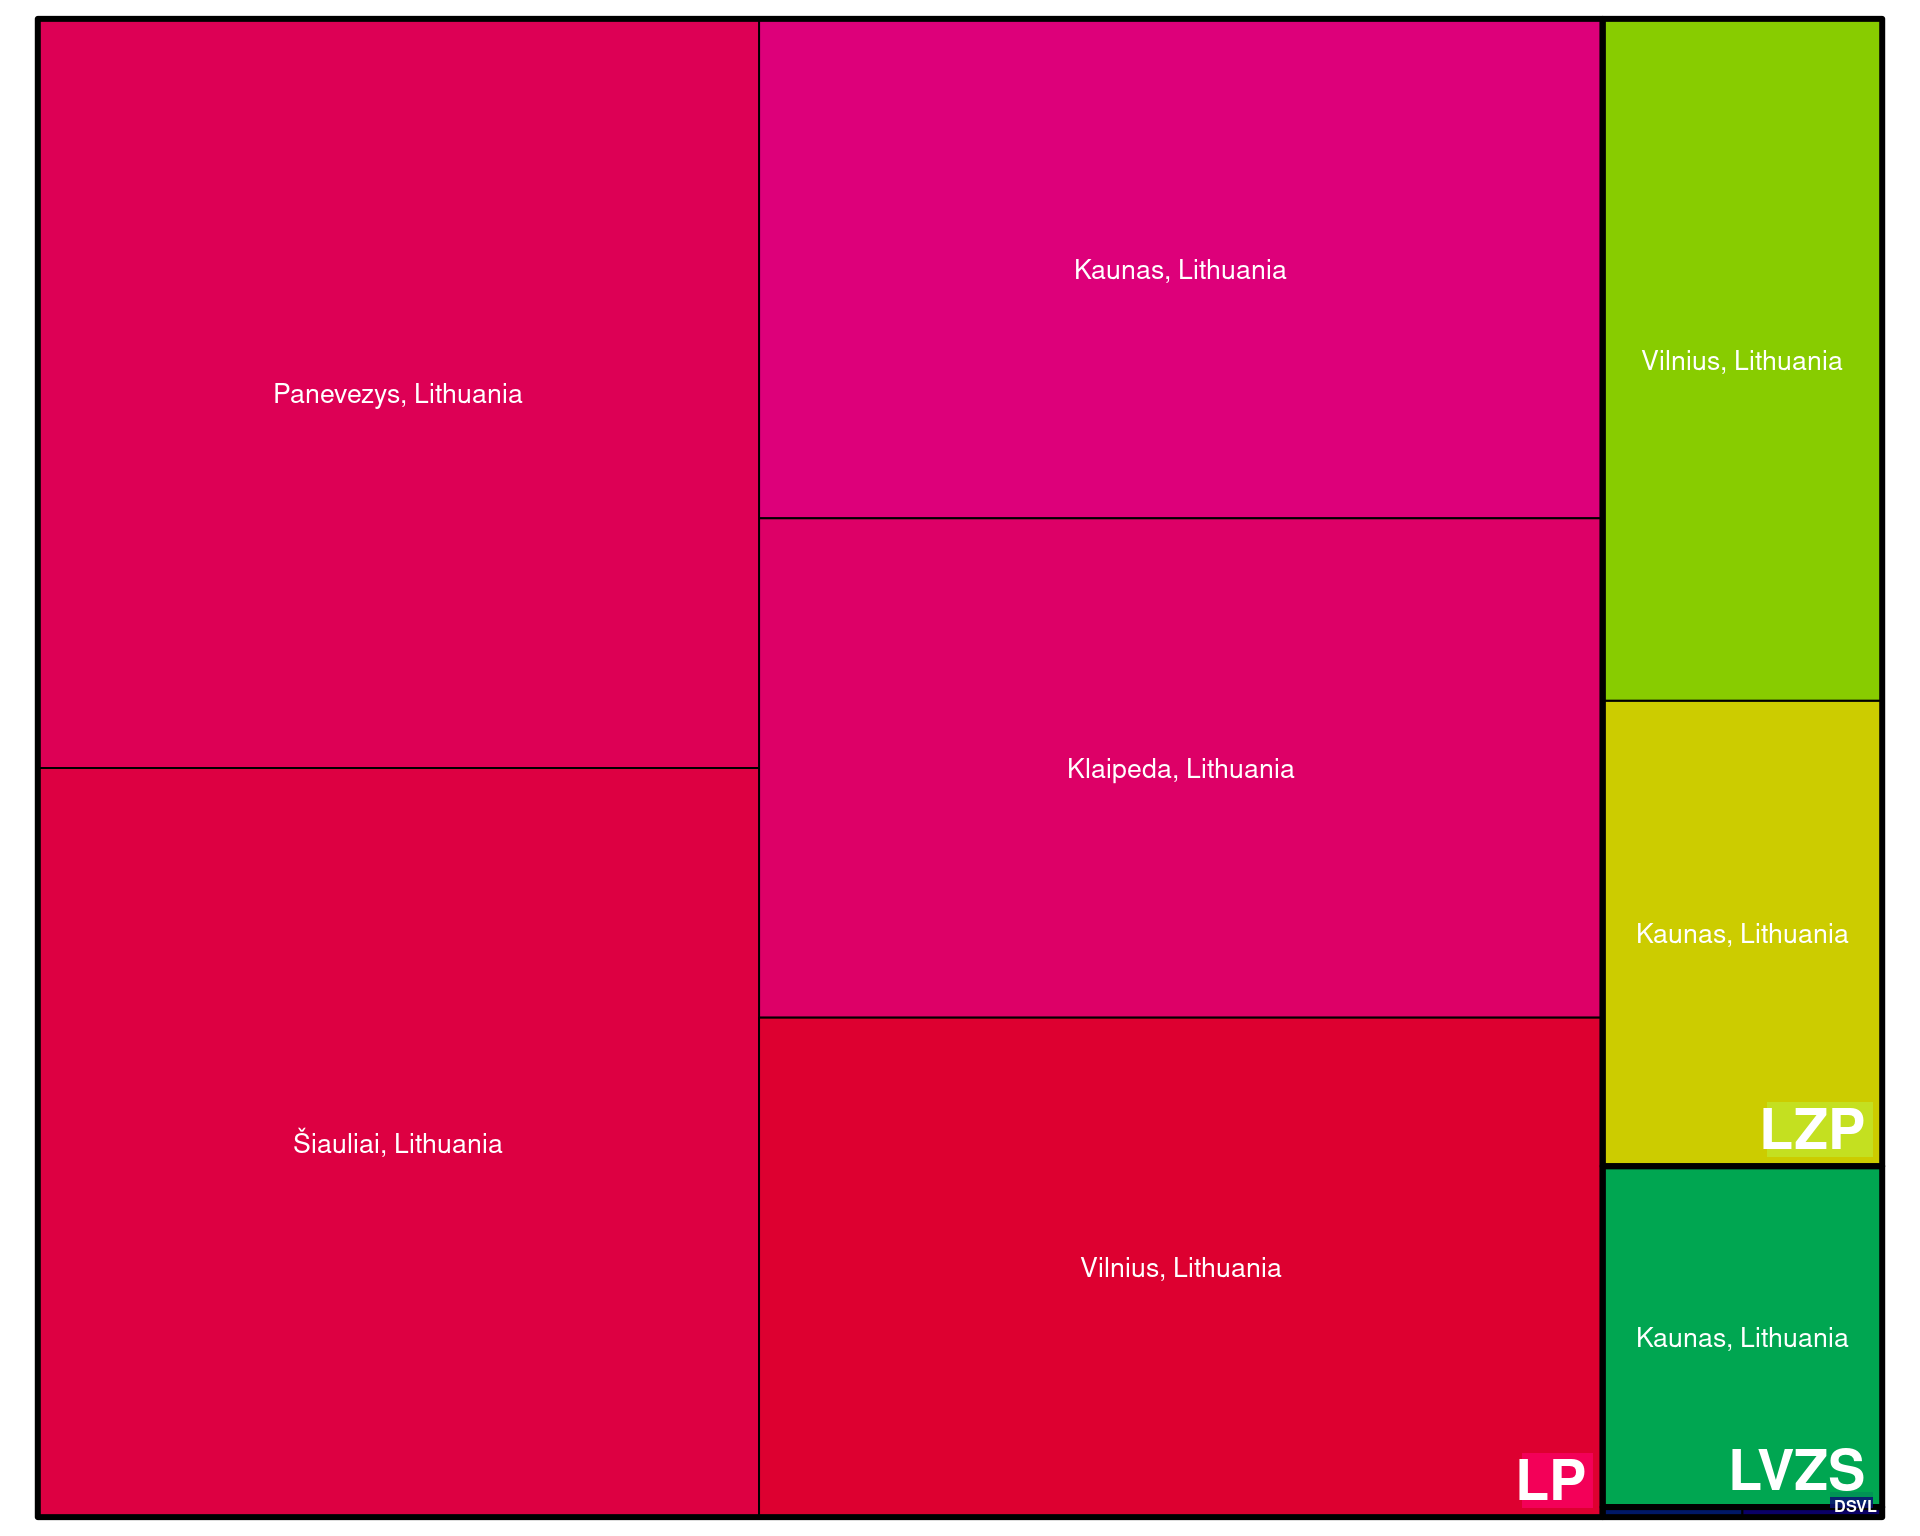 Panevezys, Lithuania
Šiauliai, Lithuania
Kaunas, Lithuania
Klaipeda, Lithuania
Vilnius, Lithuania
LP
Vilnius, Lithuania
Kaunas, Lithuania
LZP
Kaunas, Lithuania
LVZS
DSVL